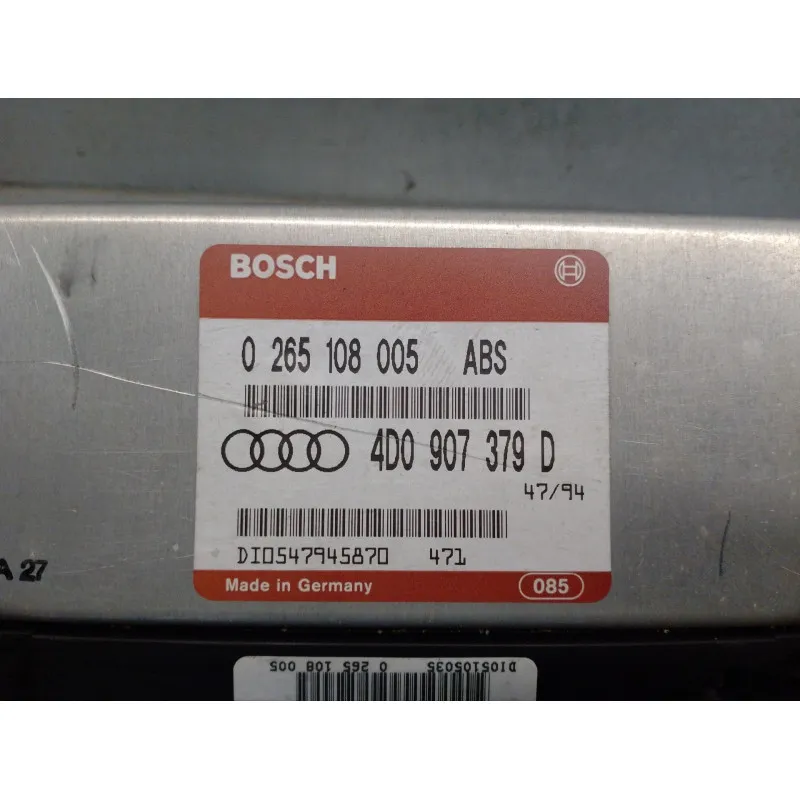 BOSCH
0 265 108 005 ABS
4D0 907 379 D
47/94
DI0547945870 471
A 27
Made in Germany 085
DI05105035 0 265 108 005